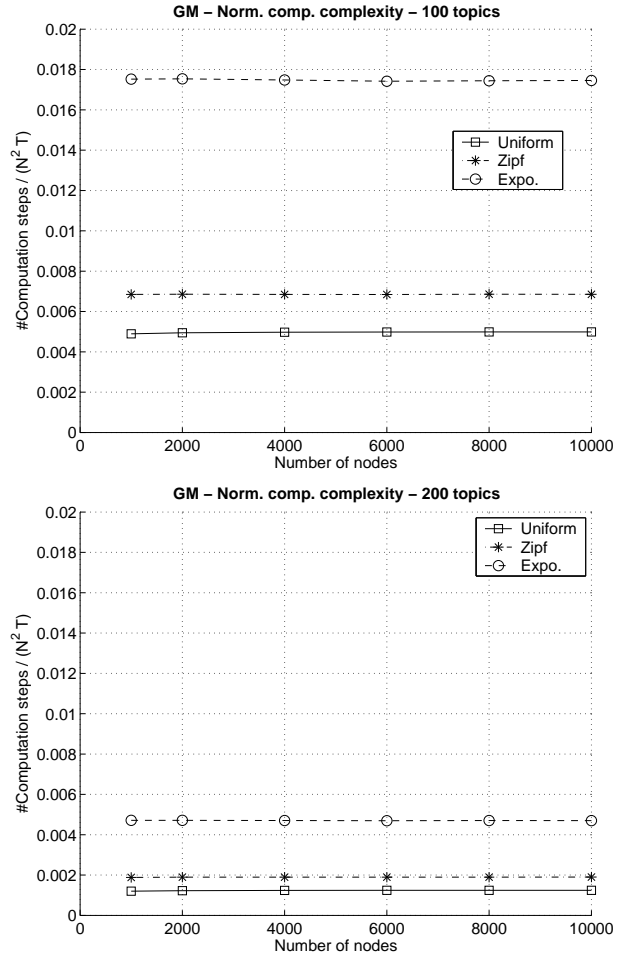 GM − Norm. comp. complexity − 100 topics
0.02
0.018
0.016
0.014
0.012
0.01
0.008
0.006
0.004
0.002
0
#Computation steps / (N² T)
Uniform
Zipf
Expo.
0 2000 4000 6000 8000 10000
Number of nodes
GM − Norm. comp. complexity − 200 topics
0.02
0.018
0.016
0.014
0.012
0.01
0.008
0.006
0.004
0.002
0
#Computation steps / (N² T)
Uniform
Zipf
Expo.
0 2000 4000 6000 8000 10000
Number of nodes